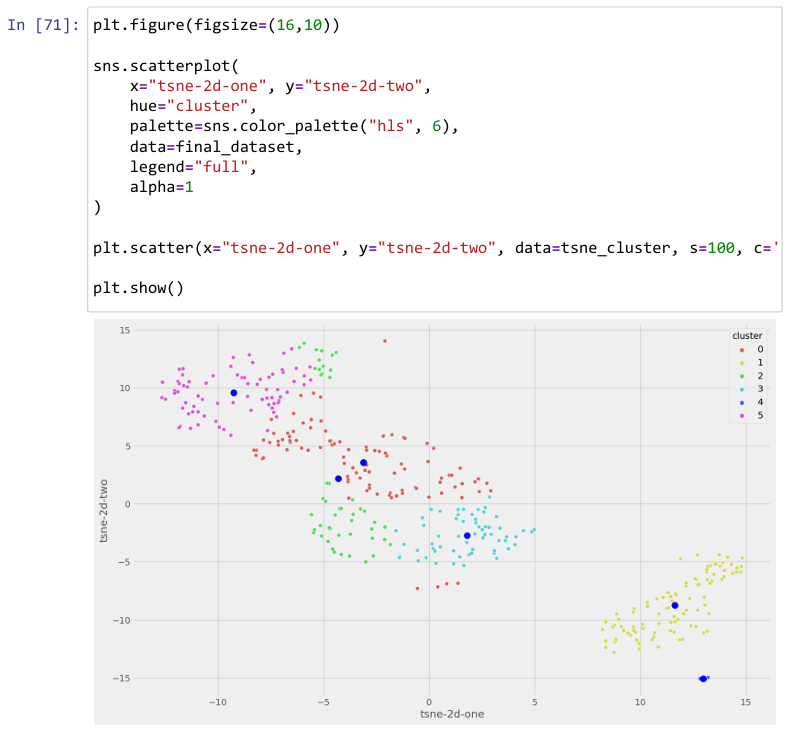 In [71]:
plt.figure(figsize=(16,10))
sns.scatterplot(
x="tsne-2d-one", y="tsne-2d-two",
hue="cluster",
palette=sns.color_palette("hls", 6),
data=final_dataset,
legend="full",
alpha=1
)
plt.scatter(x="tsne-2d-one", y="tsne-2d-two", data=tsne_cluster, s=100, c='
plt.show()
cluster
0
1
2
3
4
5
15
10
5
0
−5
−10
−15
tsne-2d-two
−10
−5
0
5
10
15
tsne-2d-one